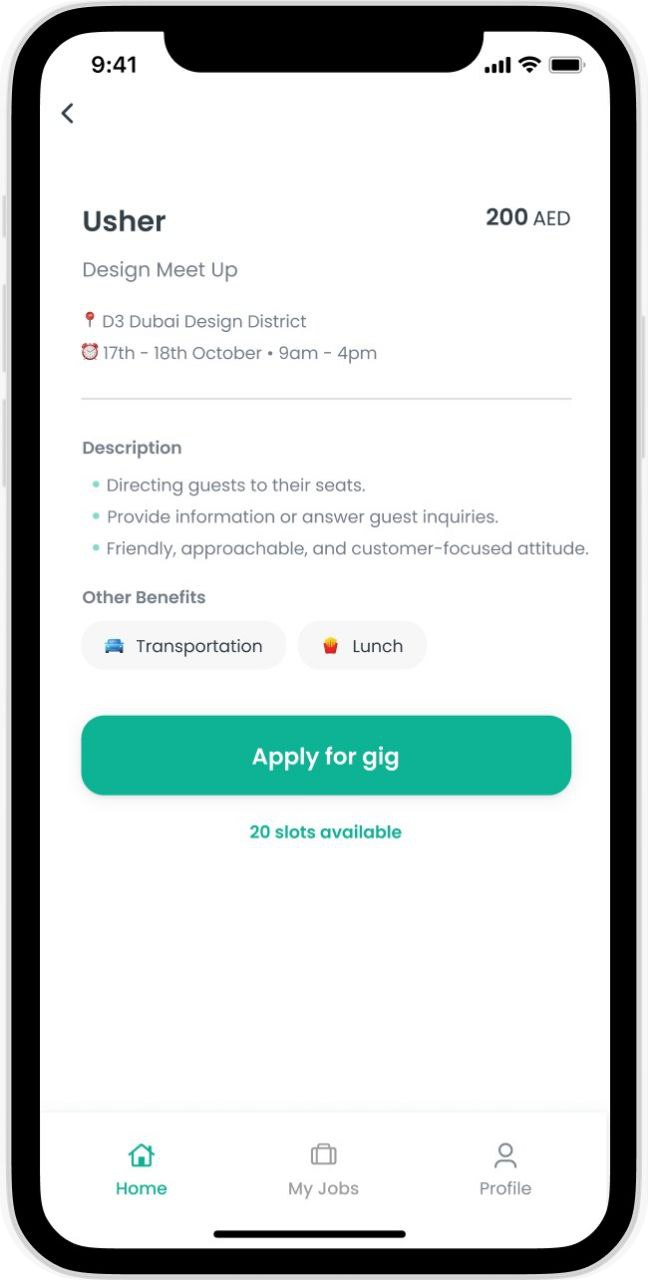 9:41
Usher
200 AED
Design Meet Up
D3 Dubai Design District
17th - 18th October • 9am - 4pm
Description
• Directing guests to their seats.
• Provide information or answer guest inquiries.
• Friendly, approachable, and customer-focused attitude.
Other Benefits
Transportation
Lunch
Apply for gig
20 slots available
Home
My Jobs
Profile